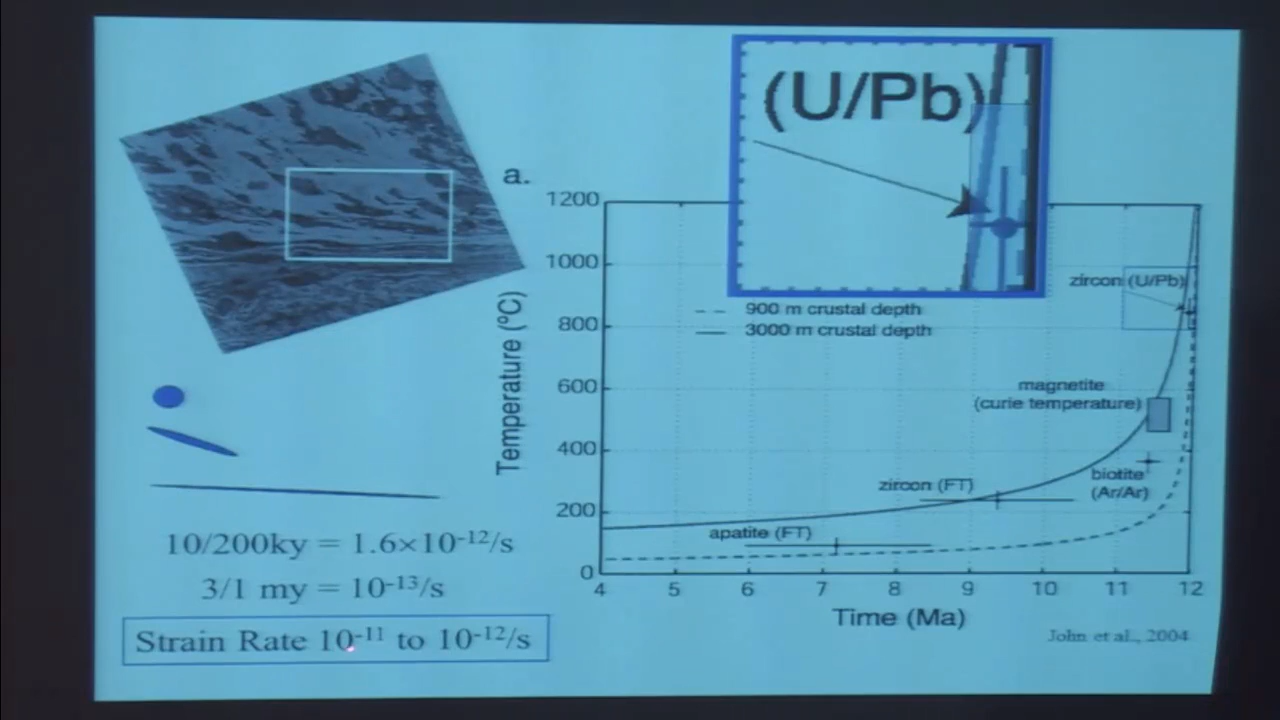 (U/Pb)
a.
1200
1000
800
600
400
200
0
Temperature (ºC)
900 m crustal depth
3000 m crustal depth
zircon (U/Pb)
magnetite
(curie temperature)
biotite
(Ar/Ar)
zircon (FT)
apatite (FT)
4 5 6 7 8 9 10 11 12
Time (Ma)
John et al., 2004
10/200ky = 1.6×10⁻¹²/s
3/1 my = 10⁻¹³/s
Strain Rate 10⁻¹¹ to 10⁻¹²/s